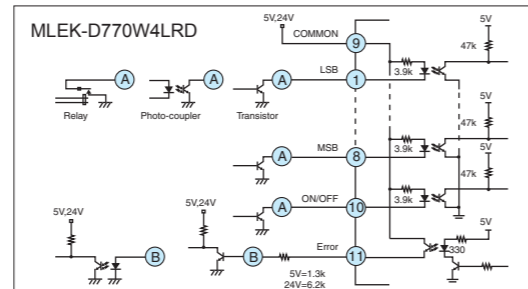 MLEK-D770W4LRD
5V,24V
COMMON
9
5V
47k
A
A
A
LSB
1
3.9k
Relay
Photo-coupler
Transistor
5V
47k
A
MSB
8
3.9k
5V
47k
A
ON/OFF
10
3.9k
5V,24V
5V,24V
5V
B
B
Error
11
330
5V=1.3k
24V=6.2k